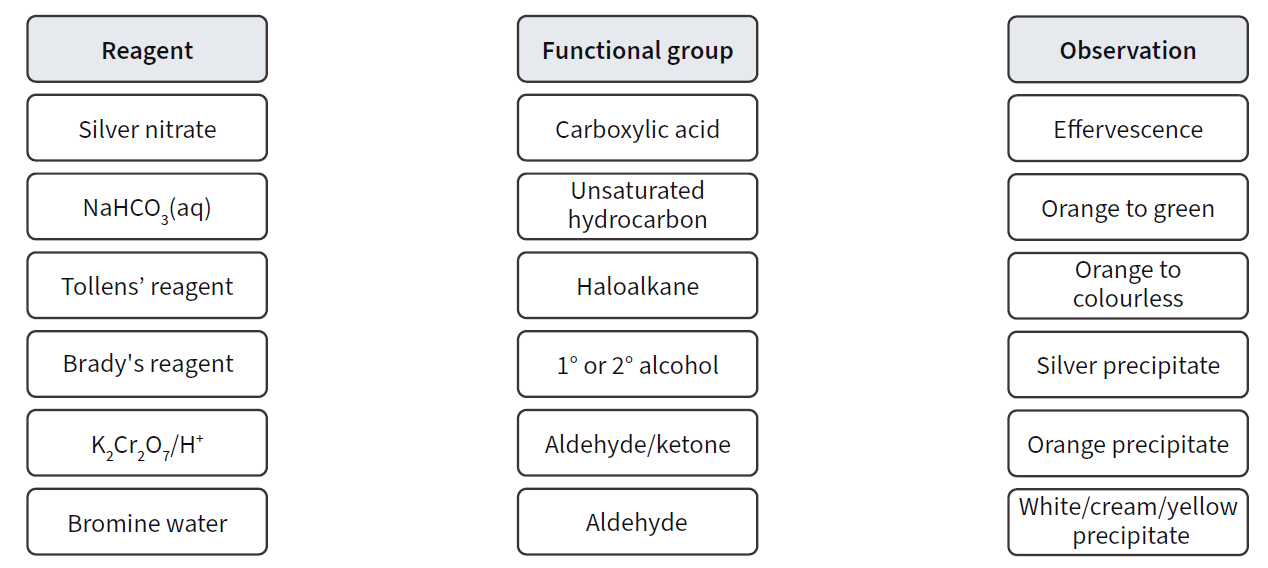 Reagent
Functional group
Observation
Silver nitrate
Carboxylic acid
Effervescence
NaHCO₃(aq)
Unsaturated
hydrocarbon
Orange to green
Tollens’ reagent
Haloalkane
Orange to
colourless
Brady's reagent
1° or 2° alcohol
Silver precipitate
K₂Cr₂O₇/H⁺
Aldehyde/ketone
Orange precipitate
Bromine water
Aldehyde
White/cream/yellow
precipitate